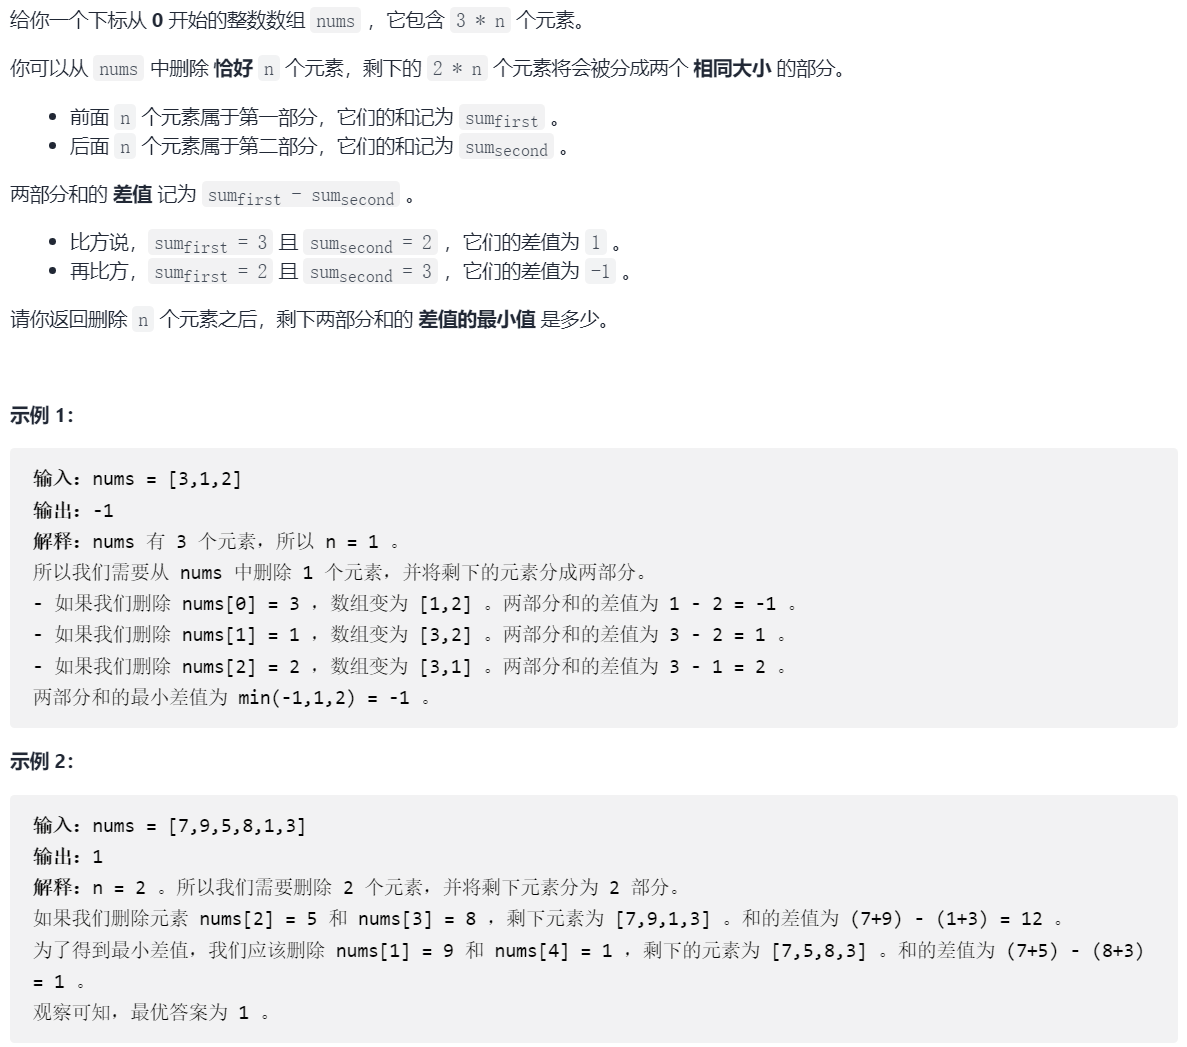 给你一个下标从 0 开始的整数数组 nums ，它包含 3 * n 个元素。
你可以从 nums 中删除 恰好 n 个元素，剩下的 2 * n 个元素将会被分成两个 相同大小 的部分。
• 前面 n 个元素属于第一部分，它们的和记为 sumfirst 。
• 后面 n 个元素属于第二部分，它们的和记为 sumsecond 。
两部分和的 差值 记为 sumfirst - sumsecond 。
• 比方说，sumfirst = 3 且 sumsecond = 2 ，它们的差值为 1 。
• 再比方，sumfirst = 2 且 sumsecond = 3 ，它们的差值为 -1 。
请你返回删除 n 个元素之后，剩下两部分和的 差值的最小值 是多少。
示例 1：
输入：nums = [3,1,2]
输出：-1
解释：nums 有 3 个元素，所以 n = 1 。
所以我们需要从 nums 中删除 1 个元素，并将剩下的元素分成两部分。
- 如果我们删除 nums[0] = 3 ，数组变为 [1,2] 。两部分和的差值为 1 - 2 = -1 。
- 如果我们删除 nums[1] = 1 ，数组变为 [3,2] 。两部分和的差值为 3 - 2 = 1 。
- 如果我们删除 nums[2] = 2 ，数组变为 [3,1] 。两部分和的差值为 3 - 1 = 2 。
两部分和的最小差值为 min(-1,1,2) = -1 。
示例 2：
输入：nums = [7,9,5,8,1,3]
输出：1
解释：n = 2 。所以我们需要删除 2 个元素，并将剩下元素分为 2 部分。
如果我们删除元素 nums[2] = 5 和 nums[3] = 8 ，剩下元素为 [7,9,1,3] 。和的差值为 (7+9) - (1+3) = 12 。
为了得到最小差值，我们应该删除 nums[1] = 9 和 nums[4] = 1 ，剩下的元素为 [7,5,8,3] 。和的差值为 (7+5) - (8+3)
= 1 。
观察可知，最优答案为 1 。